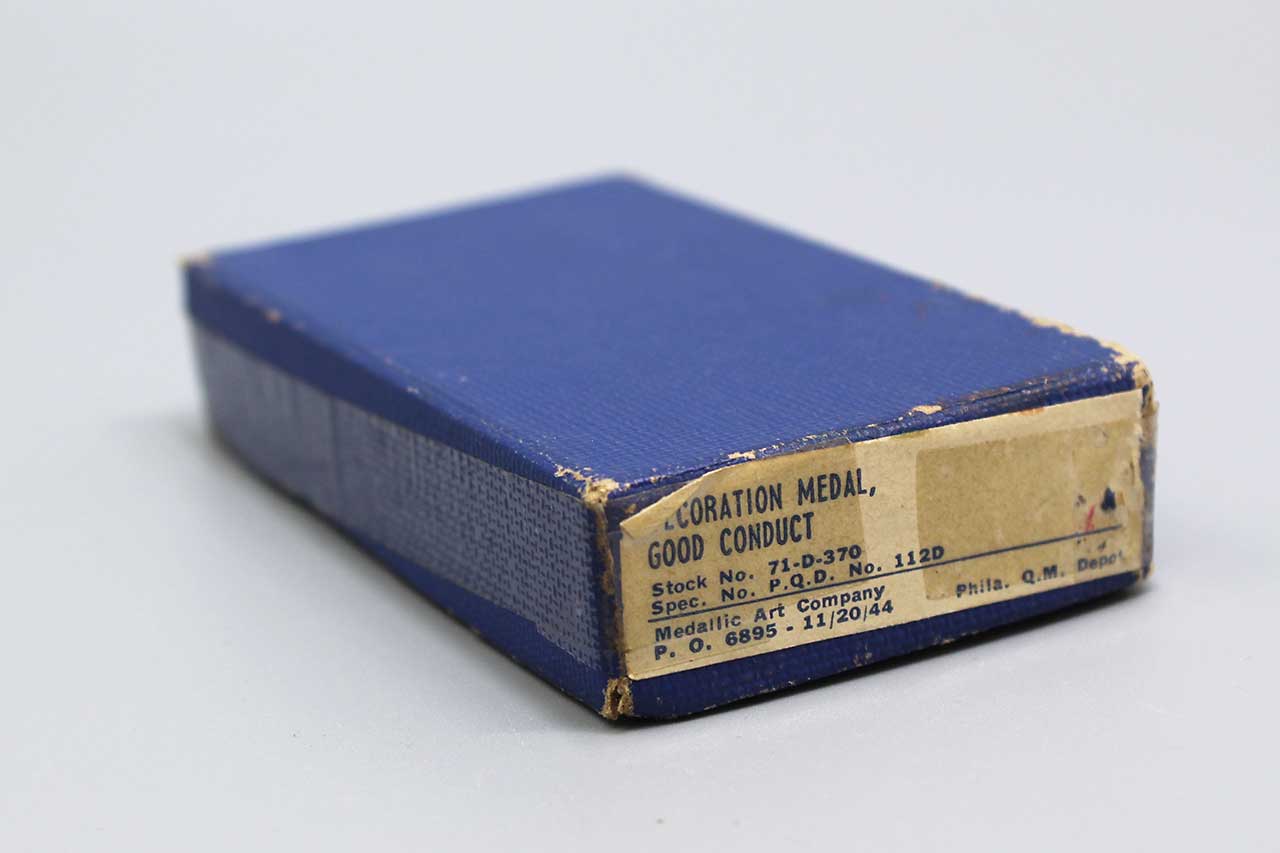 DECORATION MEDAL,
GOOD CONDUCT
Stock No. 71-D-370
Spec. No. P.Q.D. No. 112D
Medallic Art Company
Phila. Q.M. Depot
P. O. 6895 - 11/20/44